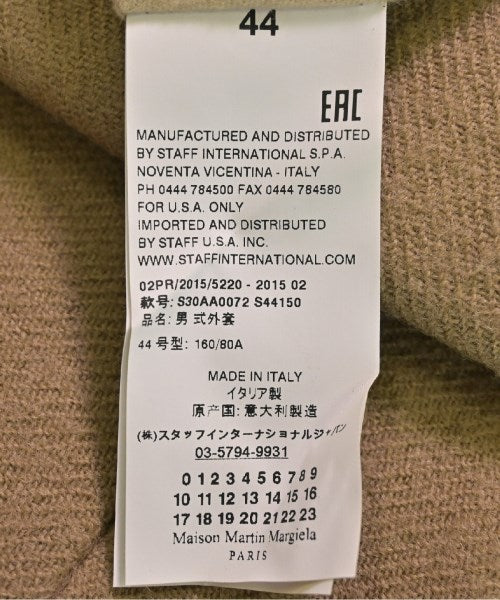 44
EAC
MANUFACTURED AND DISTRIBUTED
BY STAFF INTERNATIONAL S.P.A.
NOVENTA VICENTINA - ITALY
PH 0444 784500 FAX 0444 784580
FOR U.S.A. ONLY
IMPORTED AND DISTRIBUTED
BY STAFF U.S.A. INC.
WWW.STAFFINTERNATIONAL.COM
02PR/2015/5220 - 2015 02
款号: S30AA0072 S44150
品名: 男 式外套
44 号型: 160/80A
MADE IN ITALY
イタリア製
原产国: 意大利製造
(株)スタッフインターナショナルジャパン
03-5794-9931
0 1 2 3 4 5 6 7 8 9
10 11 12 13 14 15 16
17 18 19 20 21 22 23
Maison Martin Margiela
PARIS